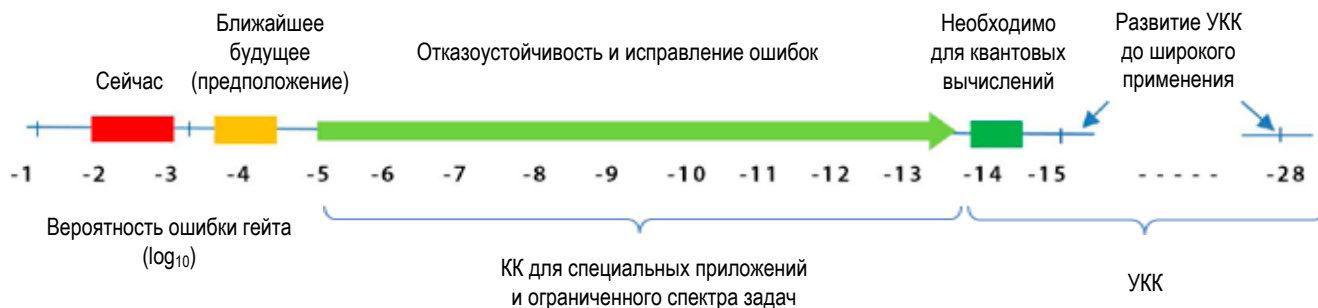 Ближайшее
будущее
(предположение)
Сейчас
Отказоустойчивость и исправление ошибок
Необходимо
для квантовых
вычислений
Развитие УКК
до широкого
применения
-1 -2 -3 -4 -5 -6 -7 -8 -9 -10 -11 -12 -13 -14 -15 - - - - - -28
Вероятность ошибки гейта
(log₁₀)
КК для специальных приложений
и ограниченного спектра задач
УКК